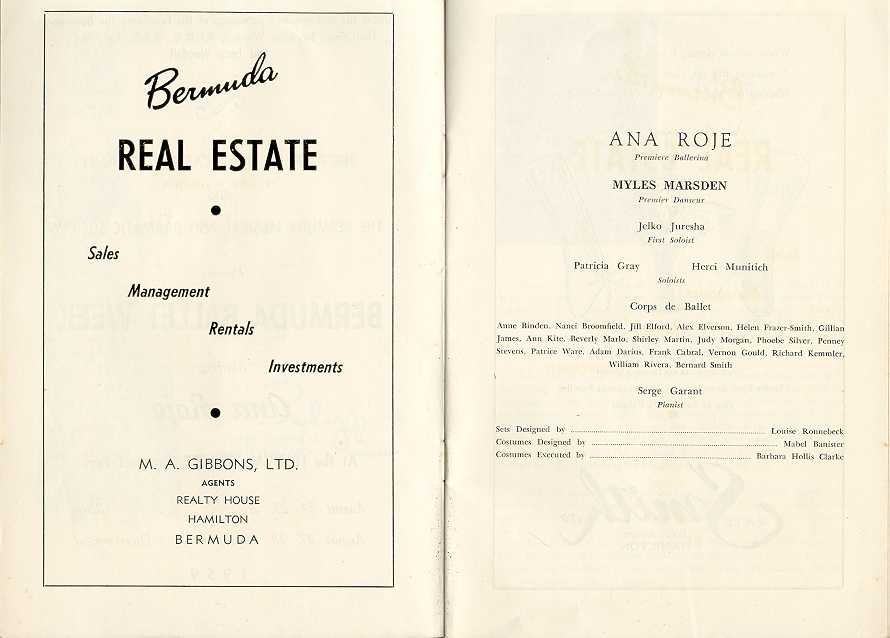 Bermuda
REAL ESTATE
Sales
Management
Rentals
Investments
M. A. GIBBONS, LTD.
AGENTS
REALTY HOUSE
HAMILTON
BERMUDA
ANA ROJE
Premiere Ballerina
MYLES MARSDEN
Premier Danseur
Jelko Juresha
First Soloist
Patricia Gray Herci Munitich
Soloists
Corps de Ballet
Anne Binden, Nanci Broomfield, Jill Elford, Alex Elverson, Helen Frazer-Smith, Gillian
James, Ann Kite, Beverly Marlo, Shirley Martin, Judy Morgan, Phoebe Silver, Penney
Stevens, Patrice Ware, Adam Darius, Frank Cabral, Vernon Gould, Richard Kemmler,
William Rivera, Bernard Smith
Serge Garant
Pianist
Sets Designed by ........ Louise Ronnebeck
Costumes Designed by ........ Mabel Banister
Costumes Executed by ........ Barbara Hollis Clarke